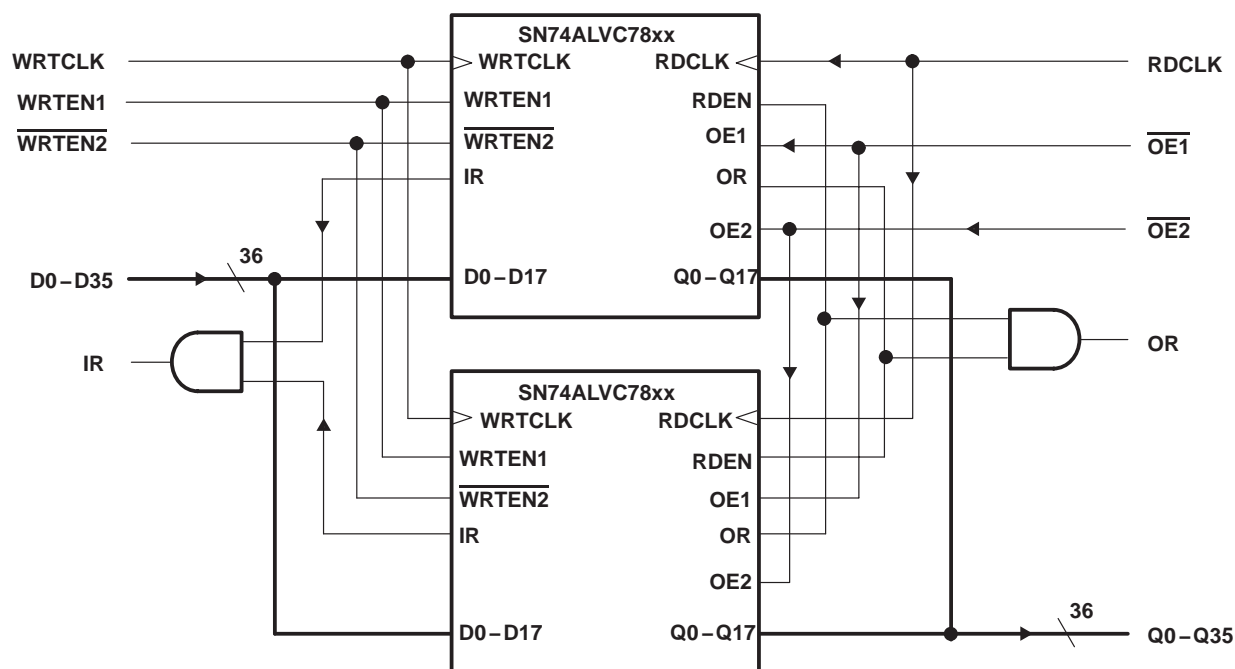 SN74ALVC78xx
WRTCLK
WRTCLK
RDCLK
RDCLK
WRTEN1
WRTEN1
RDEN
WRTEN2
WRTEN2
OE1
OE1
IR
OR
OE2
OE2
36
D0–D35
D0–D17
Q0–Q17
IR
OR
SN74ALVC78xx
WRTCLK
RDCLK
WRTEN1
RDEN
WRTEN2
OE1
IR
OR
OE2
36
D0–D17
Q0–Q17
Q0–Q35